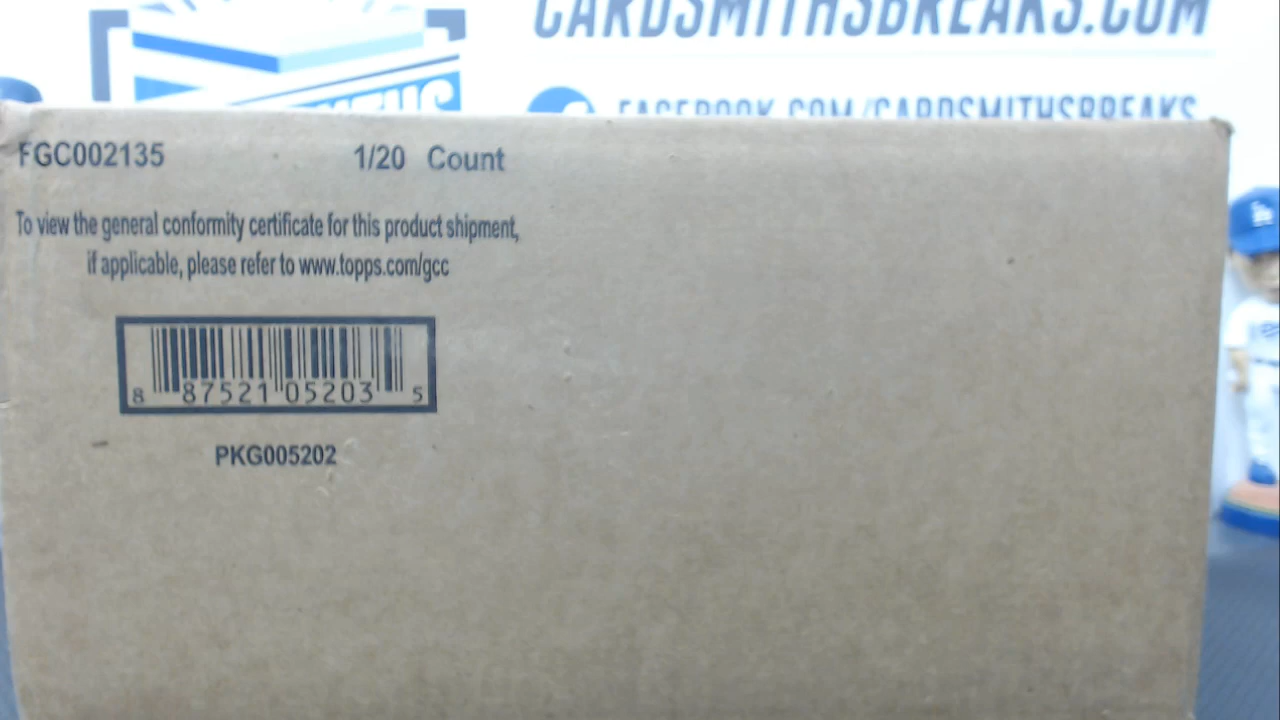 CARDSMITHSBREAKS.COM
FACEBOOK.COM/CARDSMITHSBREAKS
FGC002135 1/20 Count
To view the general conformity certificate for this product shipment,
if applicable, please refer to www.topps.com/gcc
8 87521 05203 5
PKG005202
LA